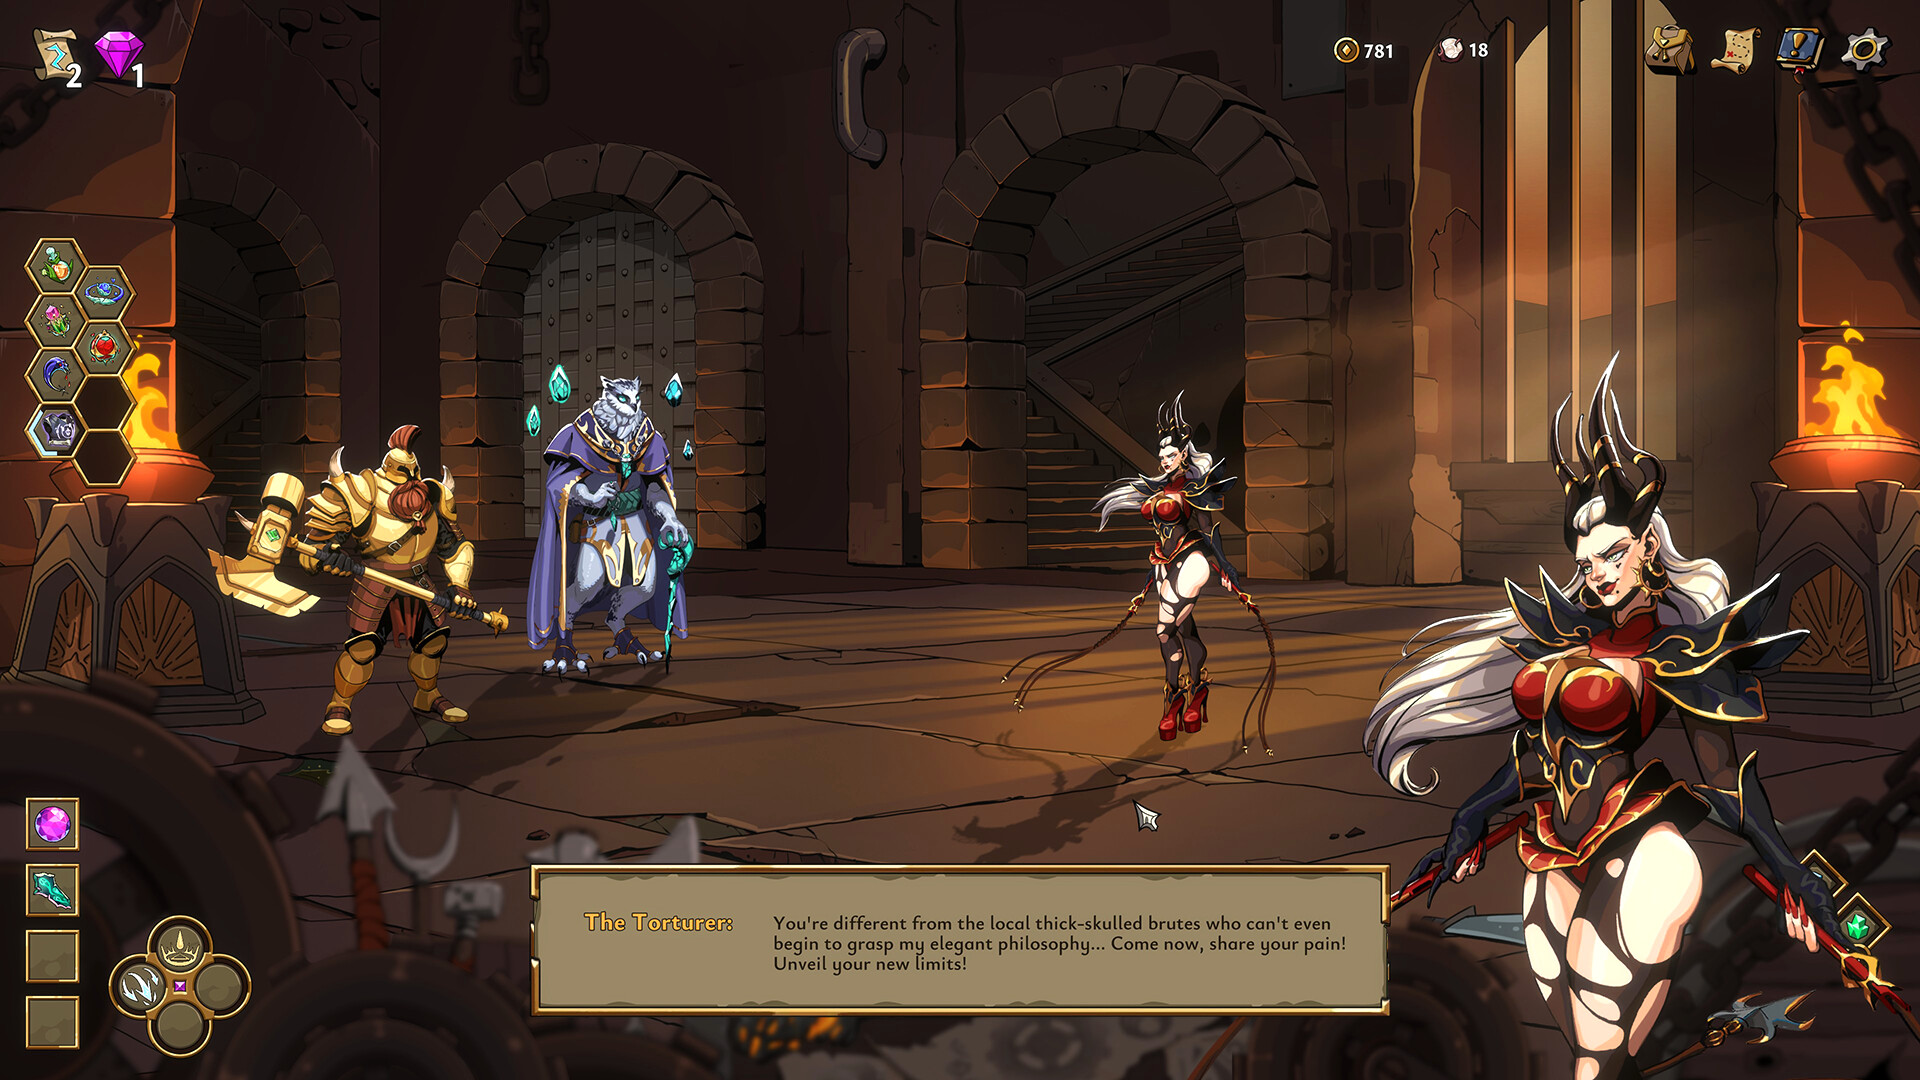 2
1
781
18
The Torturer:
You're different from the local thick-skulled brutes who can't even
begin to grasp my elegant philosophy... Come now, share your pain!
Unveil your new limits!